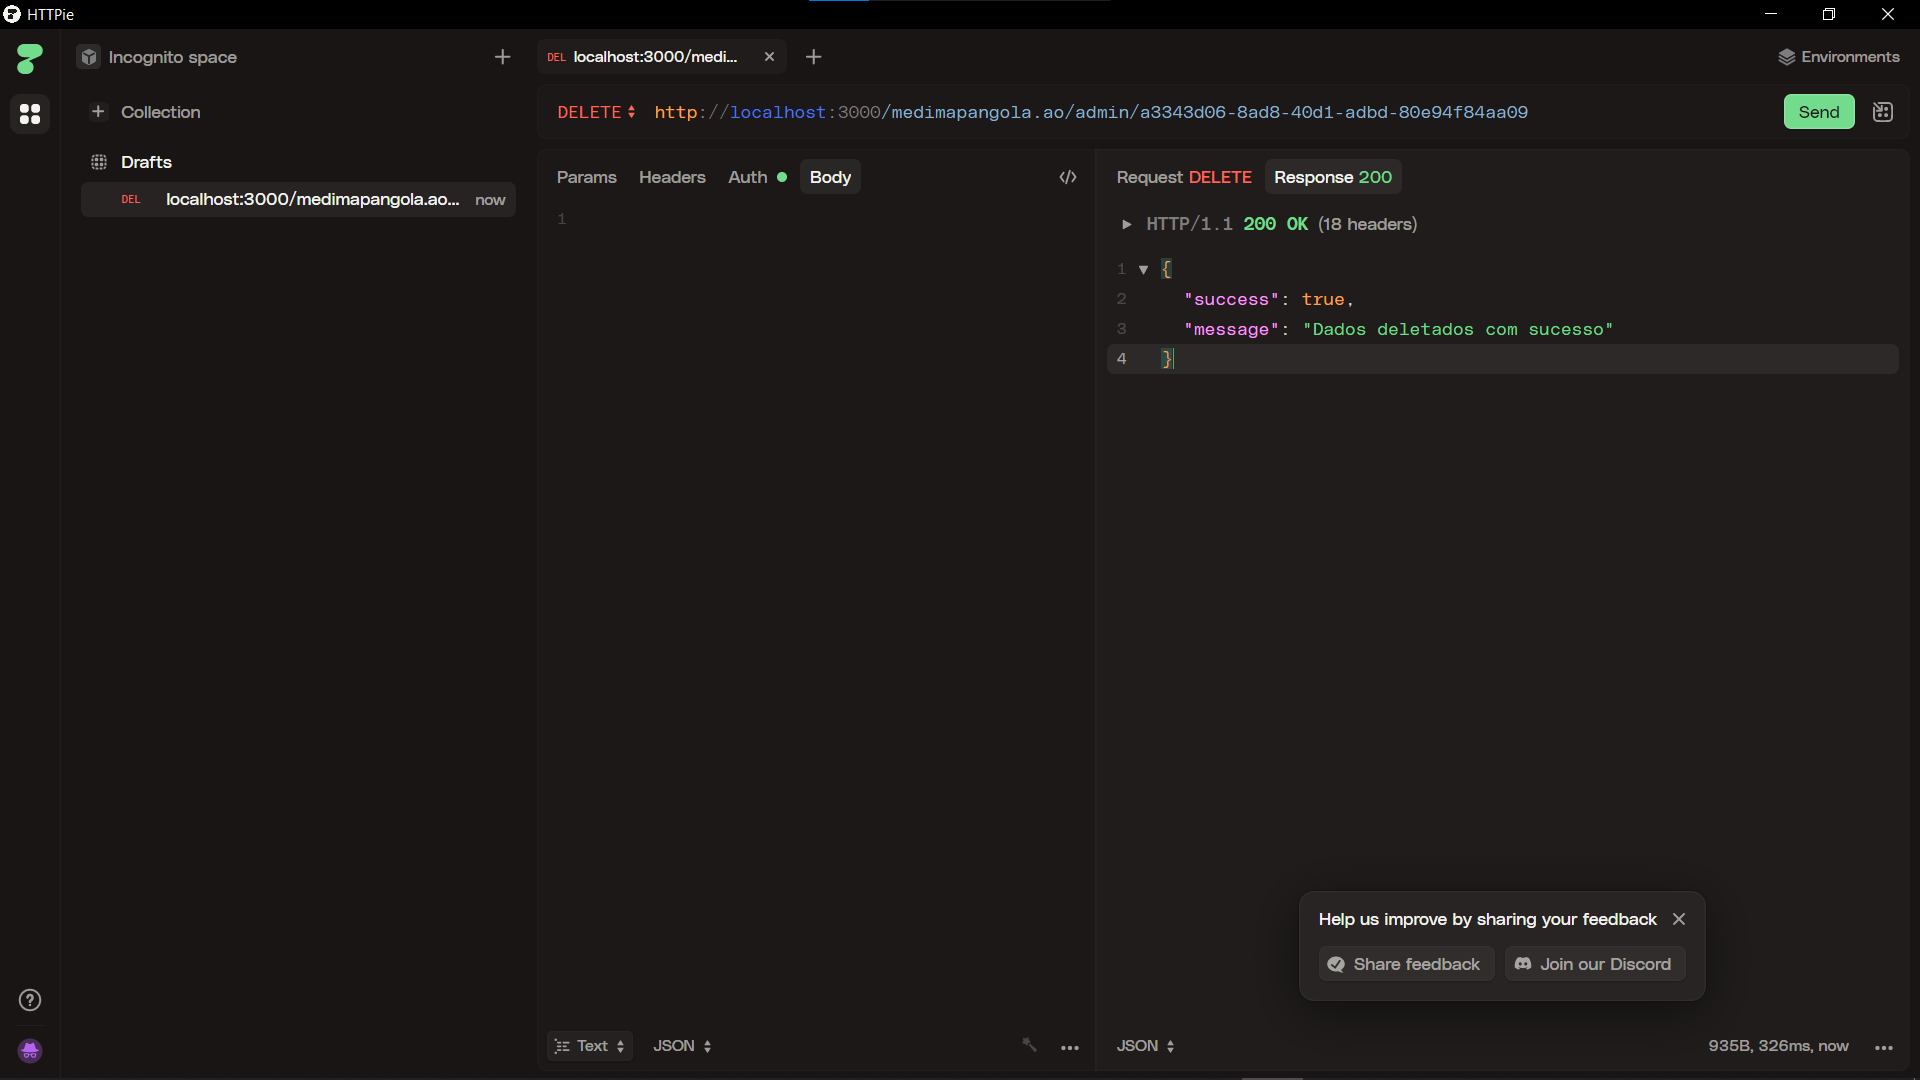 HTTPie
Incognito space
DEL localhost:3000/medi...
Environments
Collection
DELETE http://localhost:3000/medimapangola.ao/admin/a3343d06-8ad8-40d1-adbd-80e94f84aa09
Send
Drafts
DEL localhost:3000/medimapangola.ao... now
Params Headers Auth Body
1
Request DELETE Response 200
HTTP/1.1 200 OK (18 headers)
1 {
2 "success": true,
3 "message": "Dados deletados com sucesso"
4 }
Help us improve by sharing your feedback
Share feedback Join our Discord
Text JSON
JSON 935B, 326ms, now